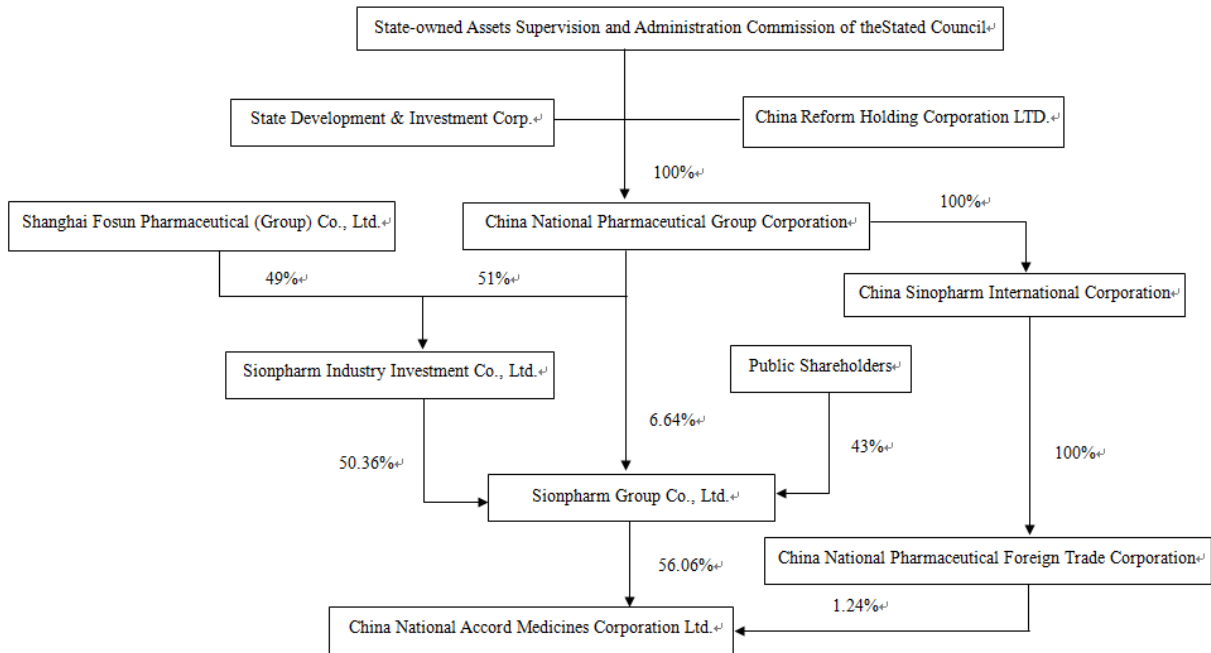 State-owned Assets Supervision and Administration Commission of theStated Council↵
State Development & Investment Corp.↵
China Reform Holding Corporation LTD.↵
100%↵
Shanghai Fosun Pharmaceutical (Group) Co., Ltd.↵
China National Pharmaceutical Group Corporation↵
100%↵
49%↵
51%↵
China Sinopharm International Corporation↵
Sionpharm Industry Investment Co., Ltd.↵
Public Shareholders↵
6.64%↵
50.36%↵
43%↵
100%↵
Sionpharm Group Co., Ltd.↵
56.06%↵
China National Pharmaceutical Foreign Trade Corporation↵
1.24%↵
China National Accord Medicines Corporation Ltd.↵